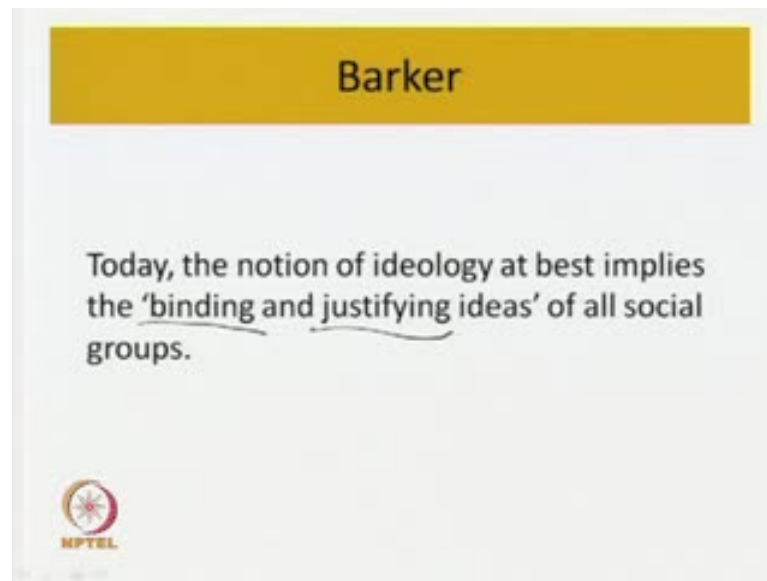 Barker
Today, the notion of ideology at best implies
the ‘binding and justifying ideas’ of all social
groups.
NPTEL